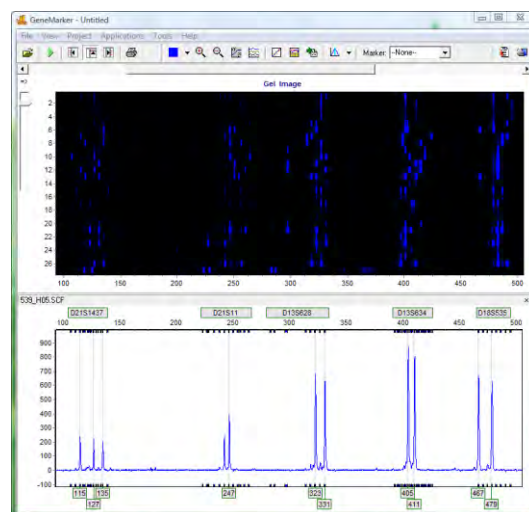 GeneMarker - Untitled
File View Project Applications Tools Help
Marker: --None--
Gel Image
2
4
6
8
10
12
14
16
18
20
22
24
26
100 150 200 250 300 350 400 450 500
539_H05.SCF
D21S1437 D21S11 D13S628 D13S634 D18S535
100 150 200 250 300 350 400 450 500
900
800
700
600
500
400
300
200
100
0
-100
115 135 247 323 405 467
127 331 411 479